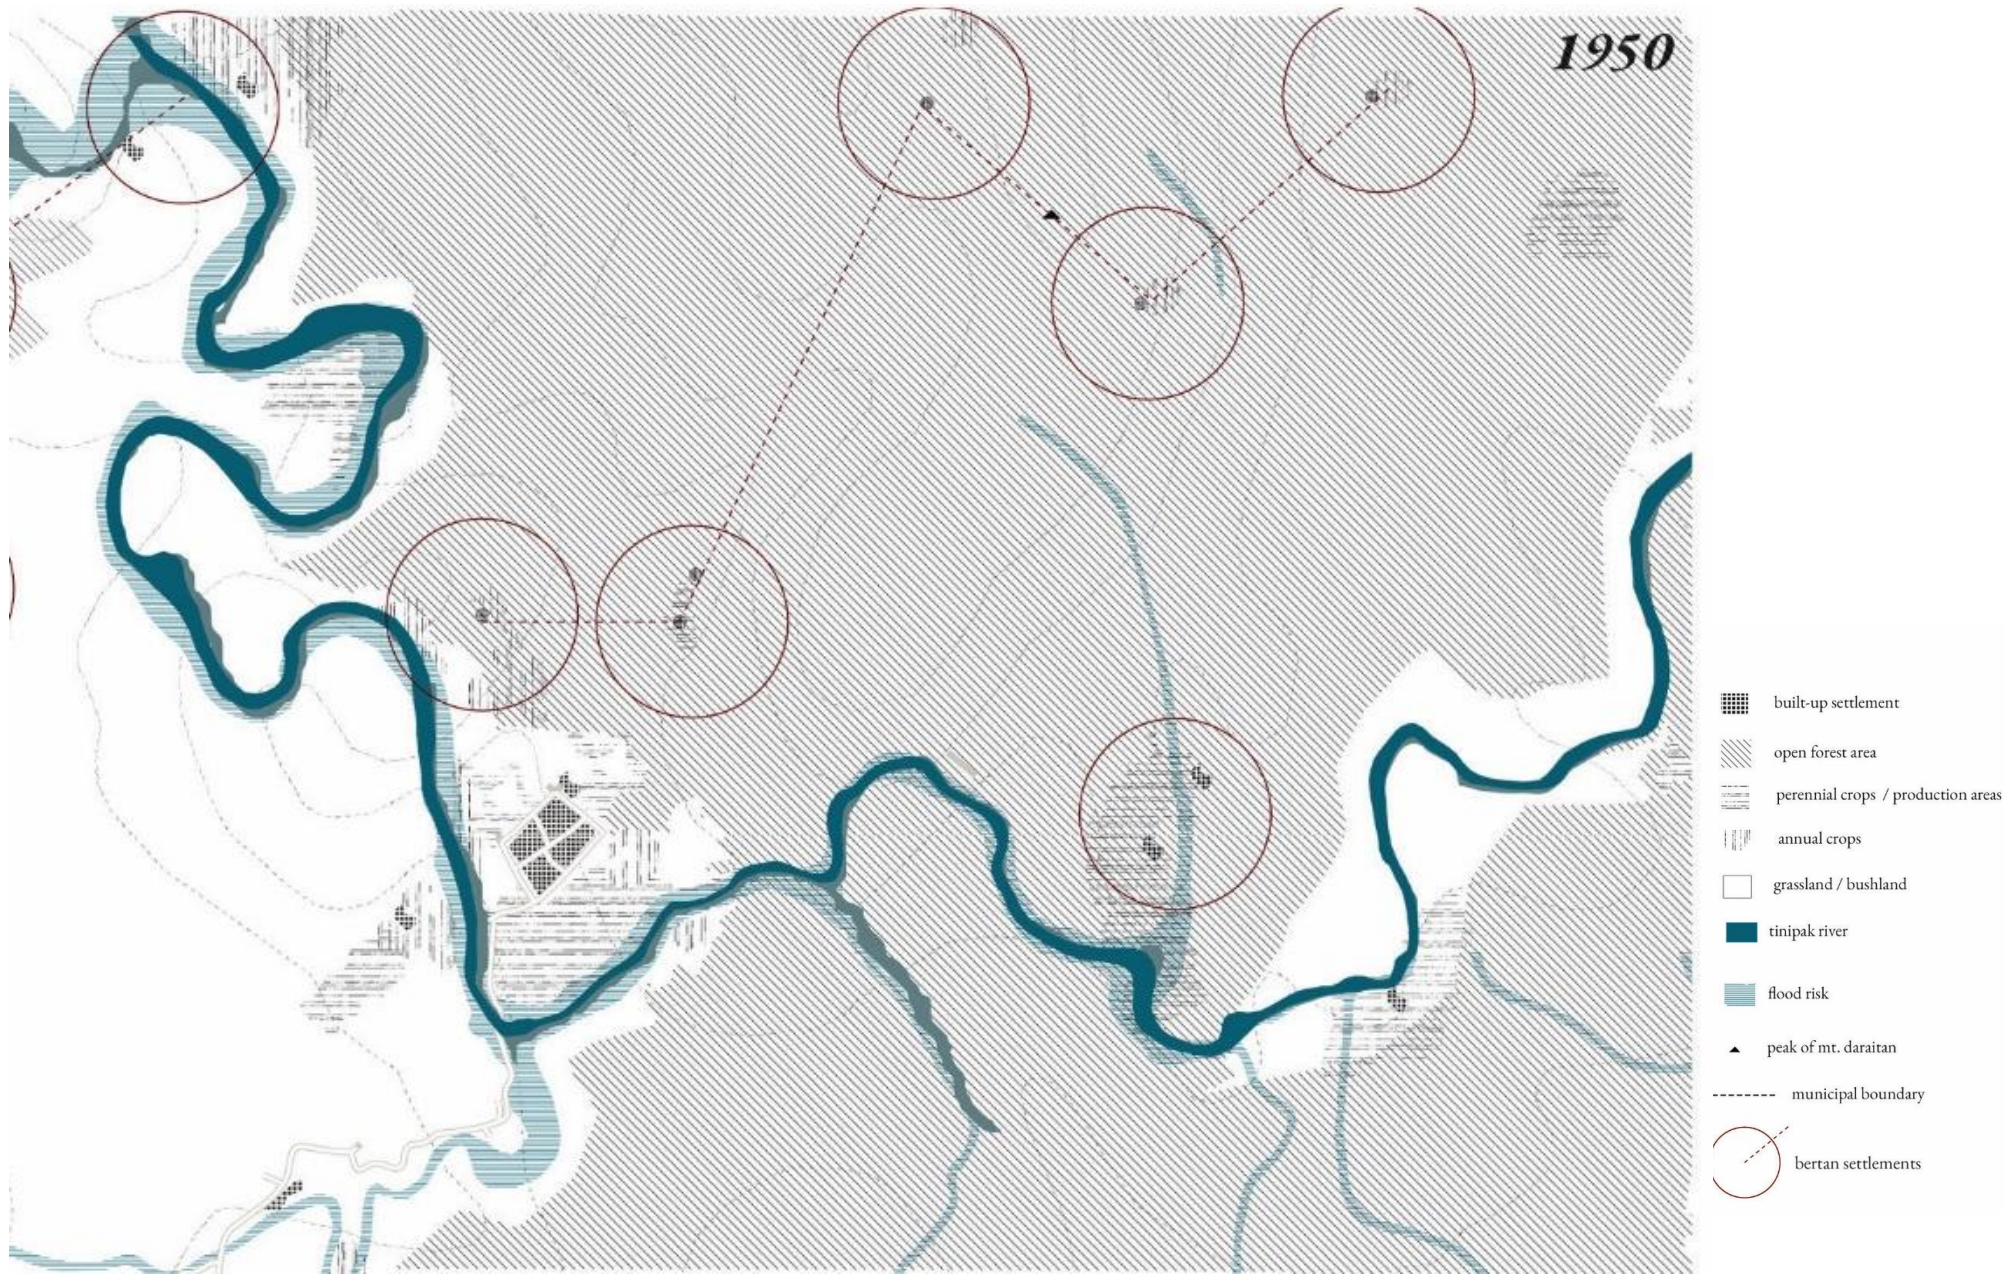 1950
built-up settlement
open forest area
perennial crops / production areas
annual crops
grassland / bushland
tinipak river
flood risk
peak of mt. daraitan
municipal boundary
bertan settlements